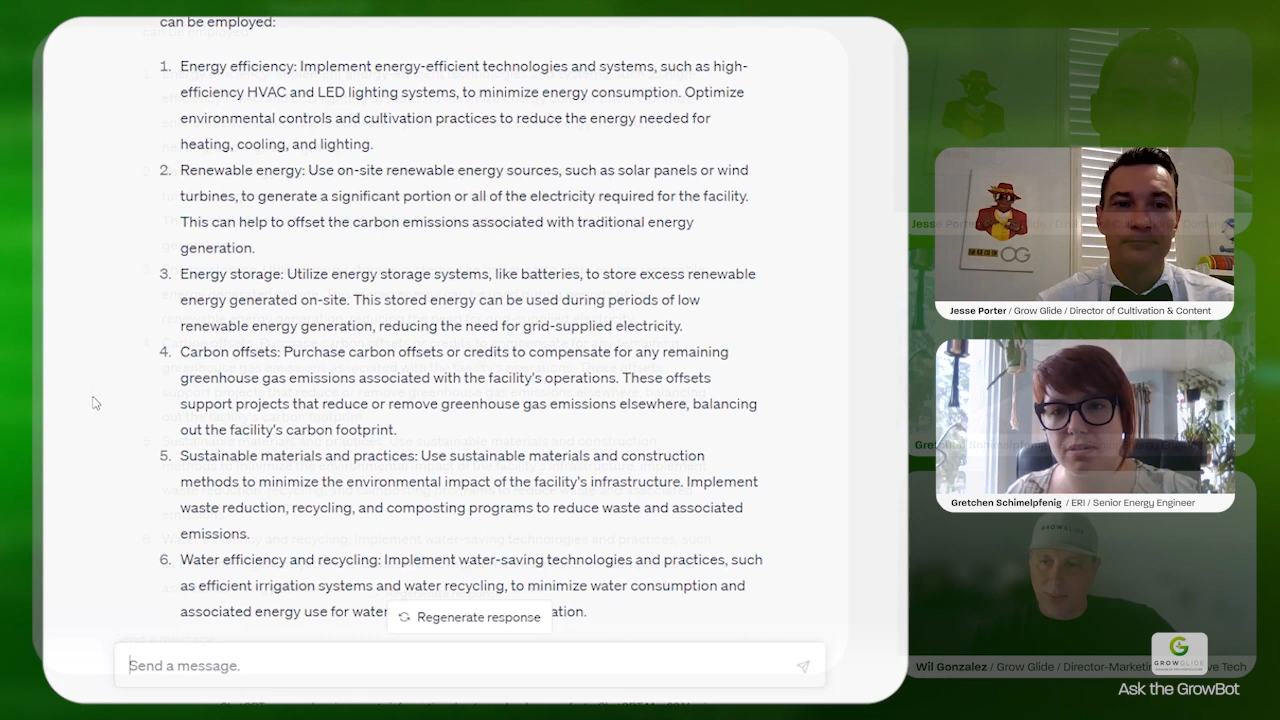 can be employed:
1. Energy efficiency: Implement energy-efficient technologies and systems, such as high-
efficiency HVAC and LED lighting systems, to minimize energy consumption. Optimize
environmental controls and cultivation practices to reduce the energy needed for
heating, cooling, and lighting.
2. Renewable energy: Use on-site renewable energy sources, such as solar panels or wind
turbines, to generate a significant portion or all of the electricity required for the facility.
This can help to offset the carbon emissions associated with traditional energy
generation.
3. Energy storage: Utilize energy storage systems, like batteries, to store excess renewable
energy generated on-site. This stored energy can be used during periods of low
renewable energy generation, reducing the need for grid-supplied electricity.
4. Carbon offsets: Purchase carbon offsets or credits to compensate for any remaining
greenhouse gas emissions associated with the facility's operations. These offsets
support projects that reduce or remove greenhouse gas emissions elsewhere, balancing
out the facility's carbon footprint.
5. Sustainable materials and practices: Use sustainable materials and construction
methods to minimize the environmental impact of the facility's infrastructure. Implement
waste reduction, recycling, and composting programs to reduce waste and associated
emissions.
6. Water efficiency and recycling: Implement water-saving technologies and practices, such
as efficient irrigation systems and water recycling, to minimize water consumption and
associated energy use for water
Regenerate response
Send a message.
OG
Jesse Porter / Grow Glide / Director of Cultivation & Content
Gretchen Schimelpfenig / ERI / Senior Energy Engineer
GROWGLIDE
Wil Gonzalez / Grow Glide / Director-Marketin
ve Tech
G
GROWGLIDE
Ask the GrowBot